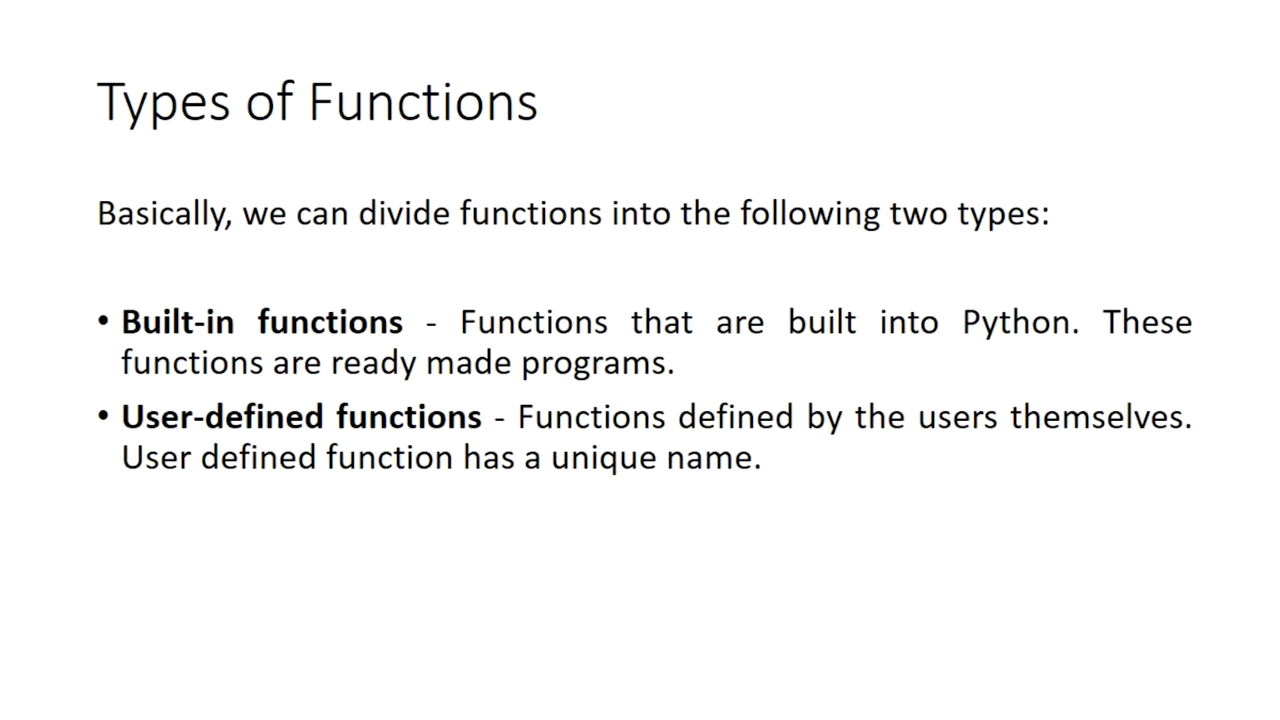 Types of Functions
Basically, we can divide functions into the following two types:
• Built-in functions - Functions that are built into Python. These
functions are ready made programs.
• User-defined functions - Functions defined by the users themselves.
User defined function has a unique name.